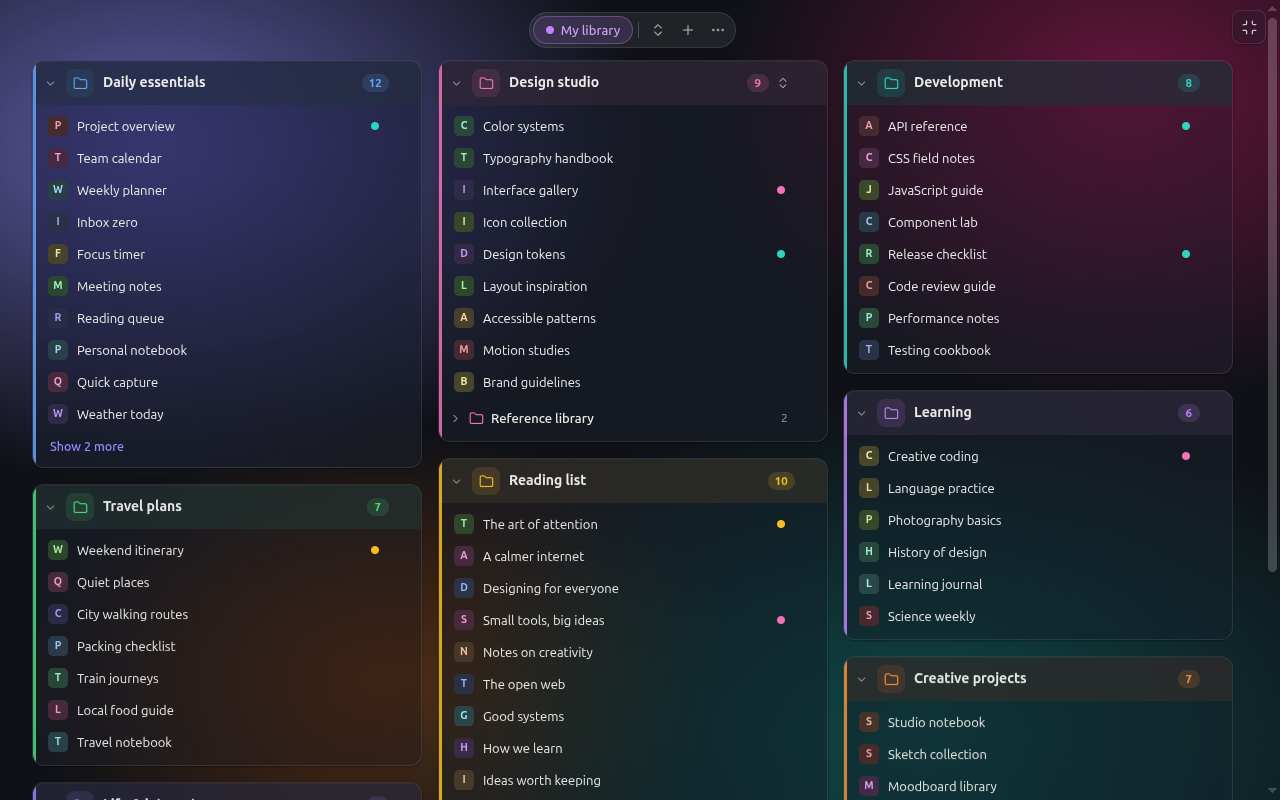 My library
Daily essentials
12
P Project overview
T Team calendar
W Weekly planner
I Inbox zero
F Focus timer
M Meeting notes
R Reading queue
P Personal notebook
Q Quick capture
W Weather today
Show 2 more
Travel plans
7
W Weekend itinerary
Q Quiet places
C City walking routes
P Packing checklist
T Train journeys
L Local food guide
T Travel notebook
Design studio
9
C Color systems
T Typography handbook
I Interface gallery
I Icon collection
D Design tokens
L Layout inspiration
A Accessible patterns
M Motion studies
B Brand guidelines
Reference library
2
Reading list
10
T The art of attention
A A calmer internet
D Designing for everyone
S Small tools, big ideas
N Notes on creativity
T The open web
G Good systems
H How we learn
I Ideas worth keeping
Development
8
A API reference
C CSS field notes
J JavaScript guide
C Component lab
R Release checklist
C Code review guide
P Performance notes
T Testing cookbook
Learning
6
C Creative coding
L Language practice
P Photography basics
H History of design
L Learning journal
S Science weekly
Creative projects
7
S Studio notebook
S Sketch collection
M Moodboard library